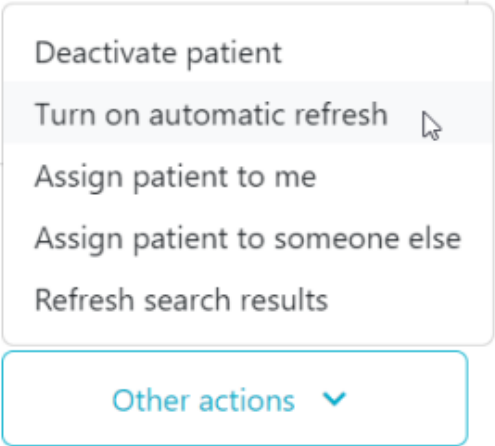 Deactivate patient
Turn on automatic refresh
Assign patient to me
Assign patient to someone else
Refresh search results
Other actions